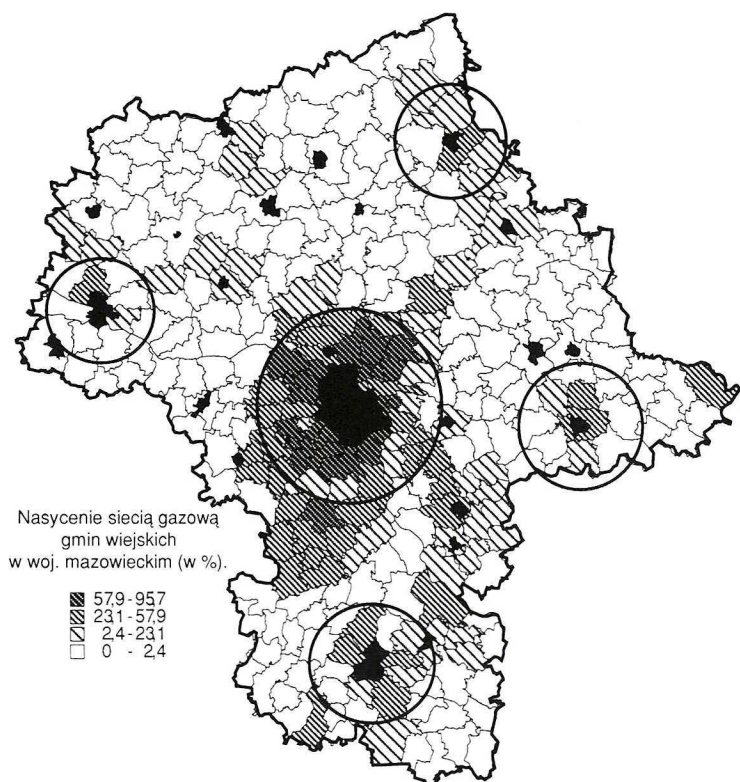 Nasycenie siecią gazową
gmin wiejskich
w woj. mazowieckim (w %).
57,9 - 95,7
23,1 - 57,9
2,4 - 23,1
0 - 2,4